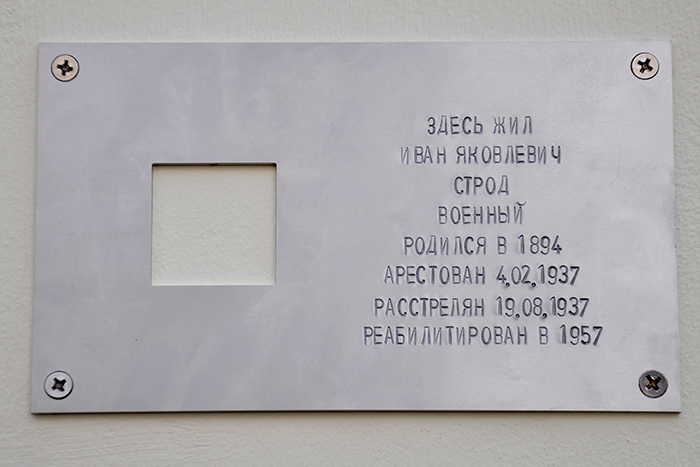 ЗДЕСЬ ЖИЛ
ИВАН ЯКОВЛЕВИЧ
СТРОД
ВОЕННЫЙ
РОДИЛСЯ В 1894
АРЕСТОВАН 4,02,1937
РАССТРЕЛЯН 19,08,1937
РЕАБИЛИТИРОВАН В 1957